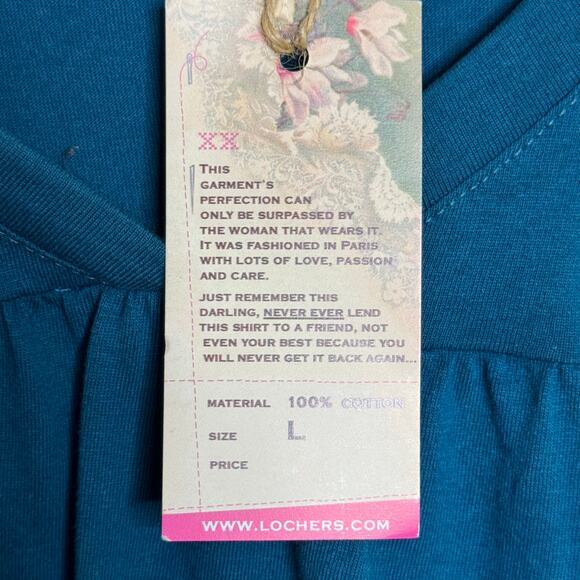 XX
THIS
GARMENT'S
PERFECTION CAN
ONLY BE SURPASSED BY
THE WOMAN THAT WEARS IT.
IT WAS FASHIONED IN PARIS
WITH LOTS OF LOVE, PASSION
AND CARE.
JUST REMEMBER THIS
DARLING, NEVER EVER LEND
THIS SHIRT TO A FRIEND, NOT
EVEN YOUR BEST BECAUSE YOU
WILL NEVER GET IT BACK AGAIN...
MATERIAL 100% COTTON
SIZE L
PRICE
WWW.LOCHERS.COM